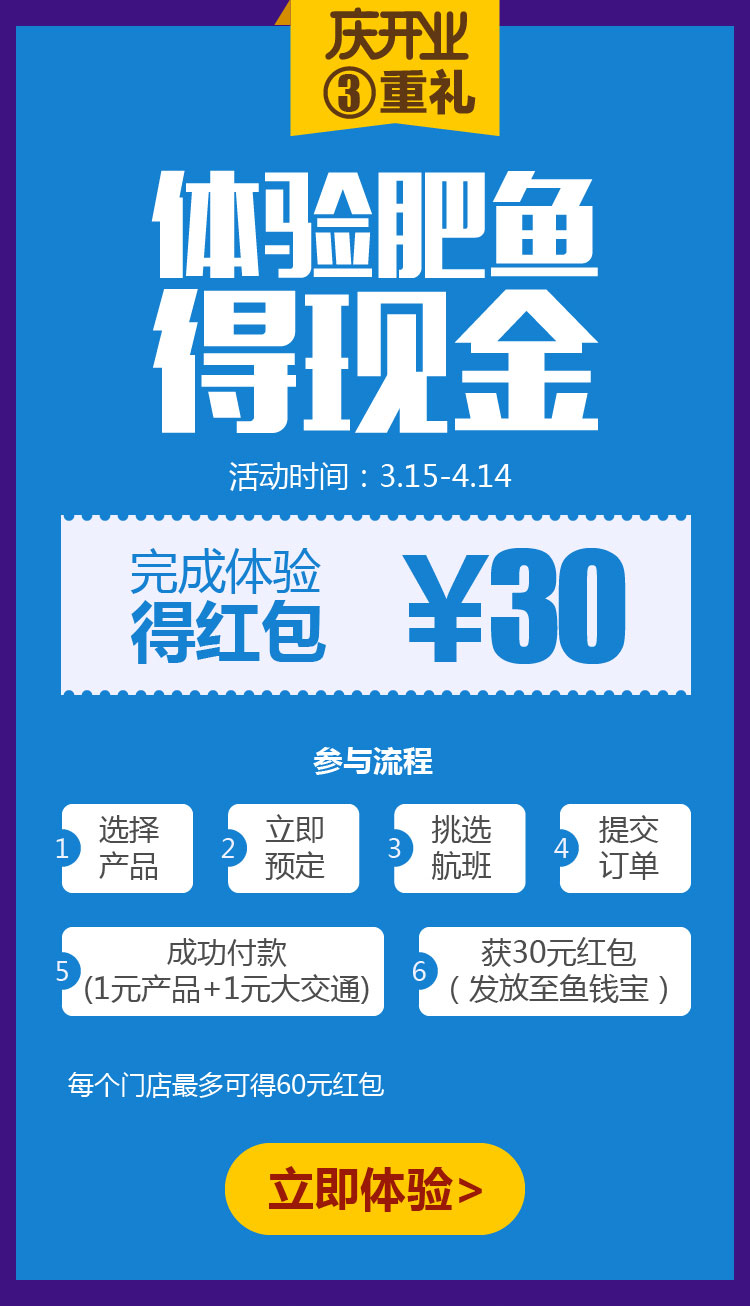 庆开业
③重礼
体验肥鱼
得现金
活动时间：3.15-4.14
完成体验
得红包
¥30
参与流程
1
选择
产品
2
立即
预定
3
挑选
航班
4
提交
订单
5
成功付款
(1元产品+1元大交通)
6
获30元红包
（发放至鱼钱宝）
每个门店最多可得60元红包
立即体验>